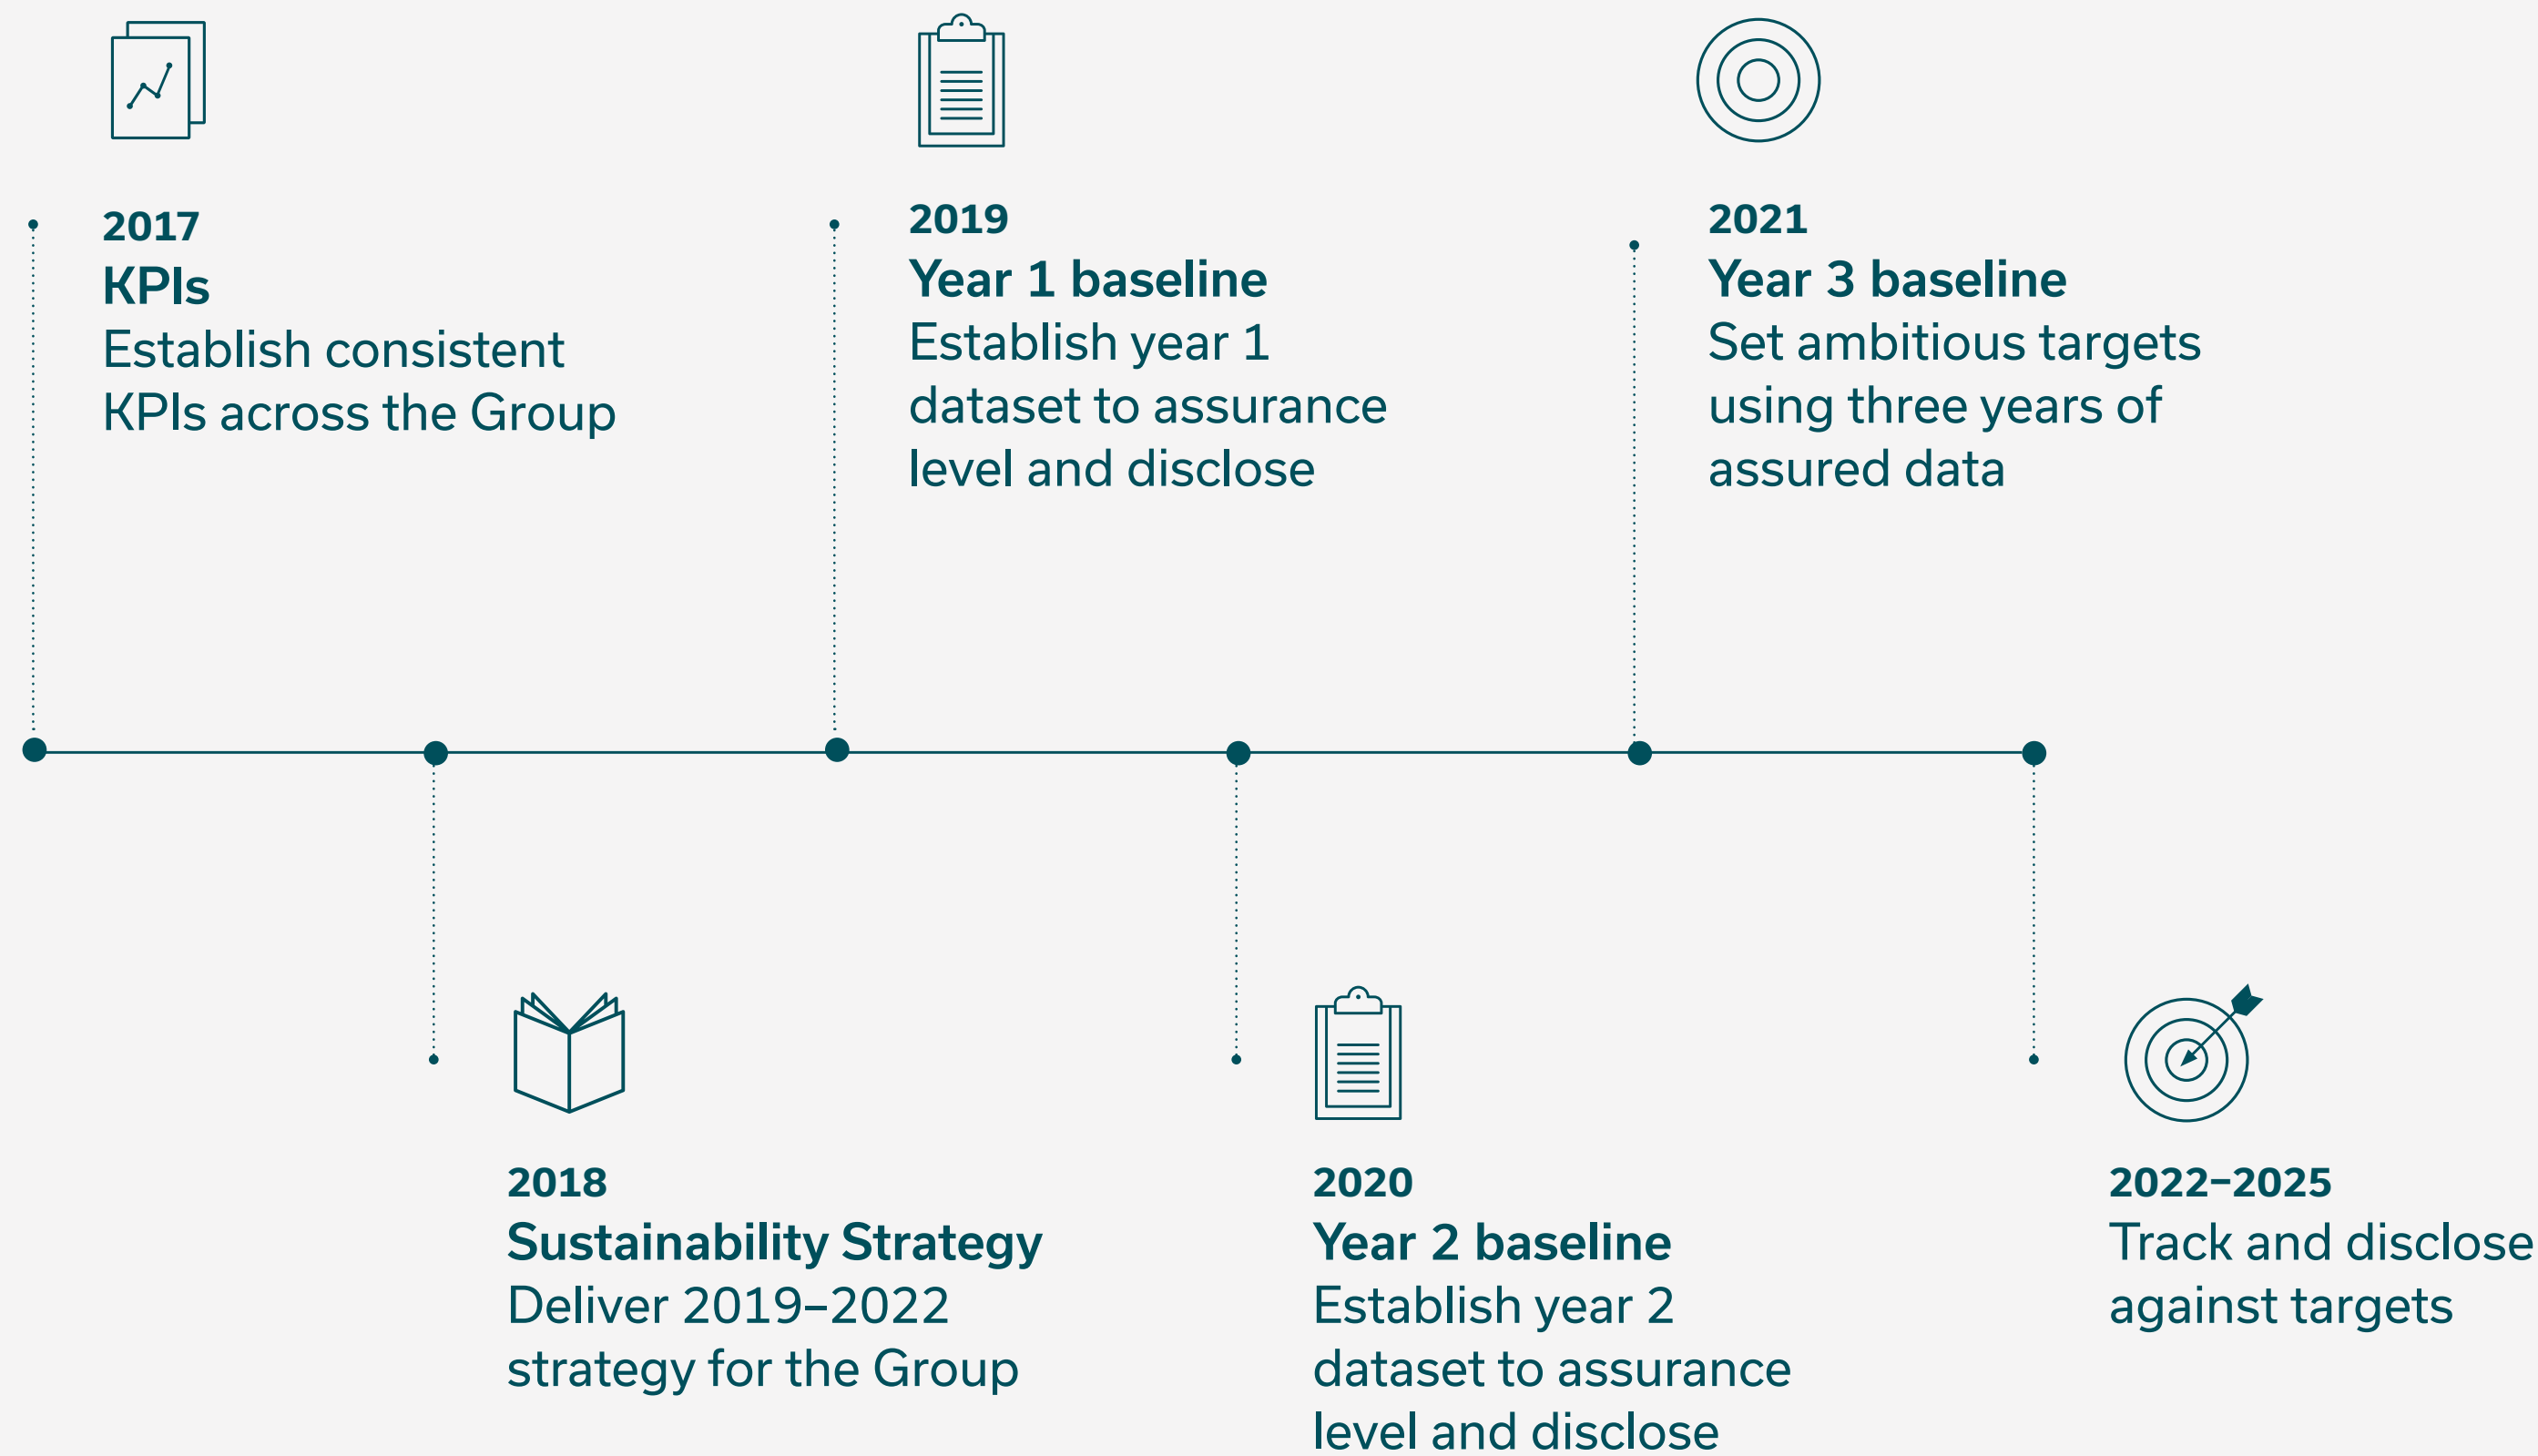 2017
KPIs
Establish consistent
KPIs across the Group
2018
Sustainability Strategy
Deliver 2019–2022
strategy for the Group
2019
Year 1 baseline
Establish year 1
dataset to assurance
level and disclose
2020
Year 2 baseline
Establish year 2
dataset to assurance
level and disclose
2021
Year 3 baseline
Set ambitious targets
using three years of
assured data
2022–2025
Track and disclose
against targets